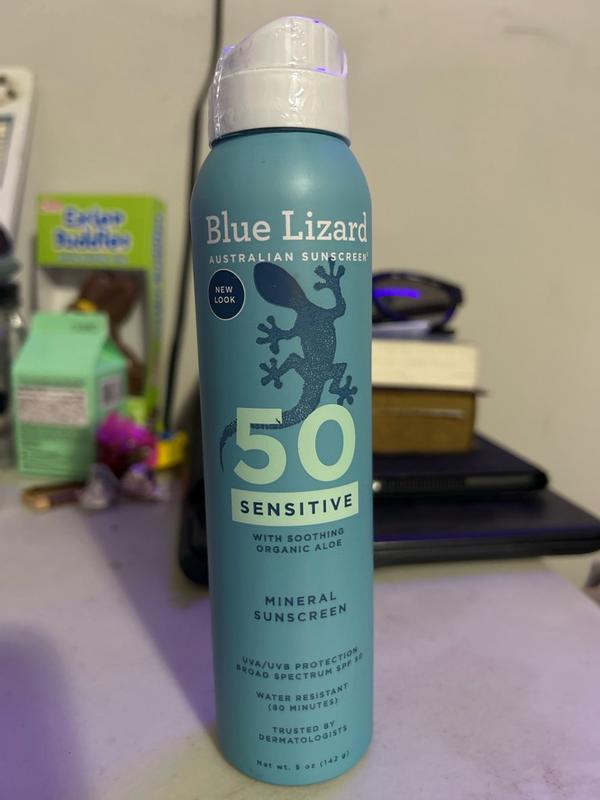 Blue Lizard
AUSTRALIAN SUNSCREEN®
NEW
LOOK
50
SENSITIVE
WITH SOOTHING
ORGANIC ALOE
MINERAL
SUNSCREEN
UVA/UVB PROTECTION
BROAD SPECTRUM SPF 50
WATER RESISTANT
(80 MINUTES)
TRUSTED BY
DERMATOLOGISTS
Net wt. 5 oz (142 g)